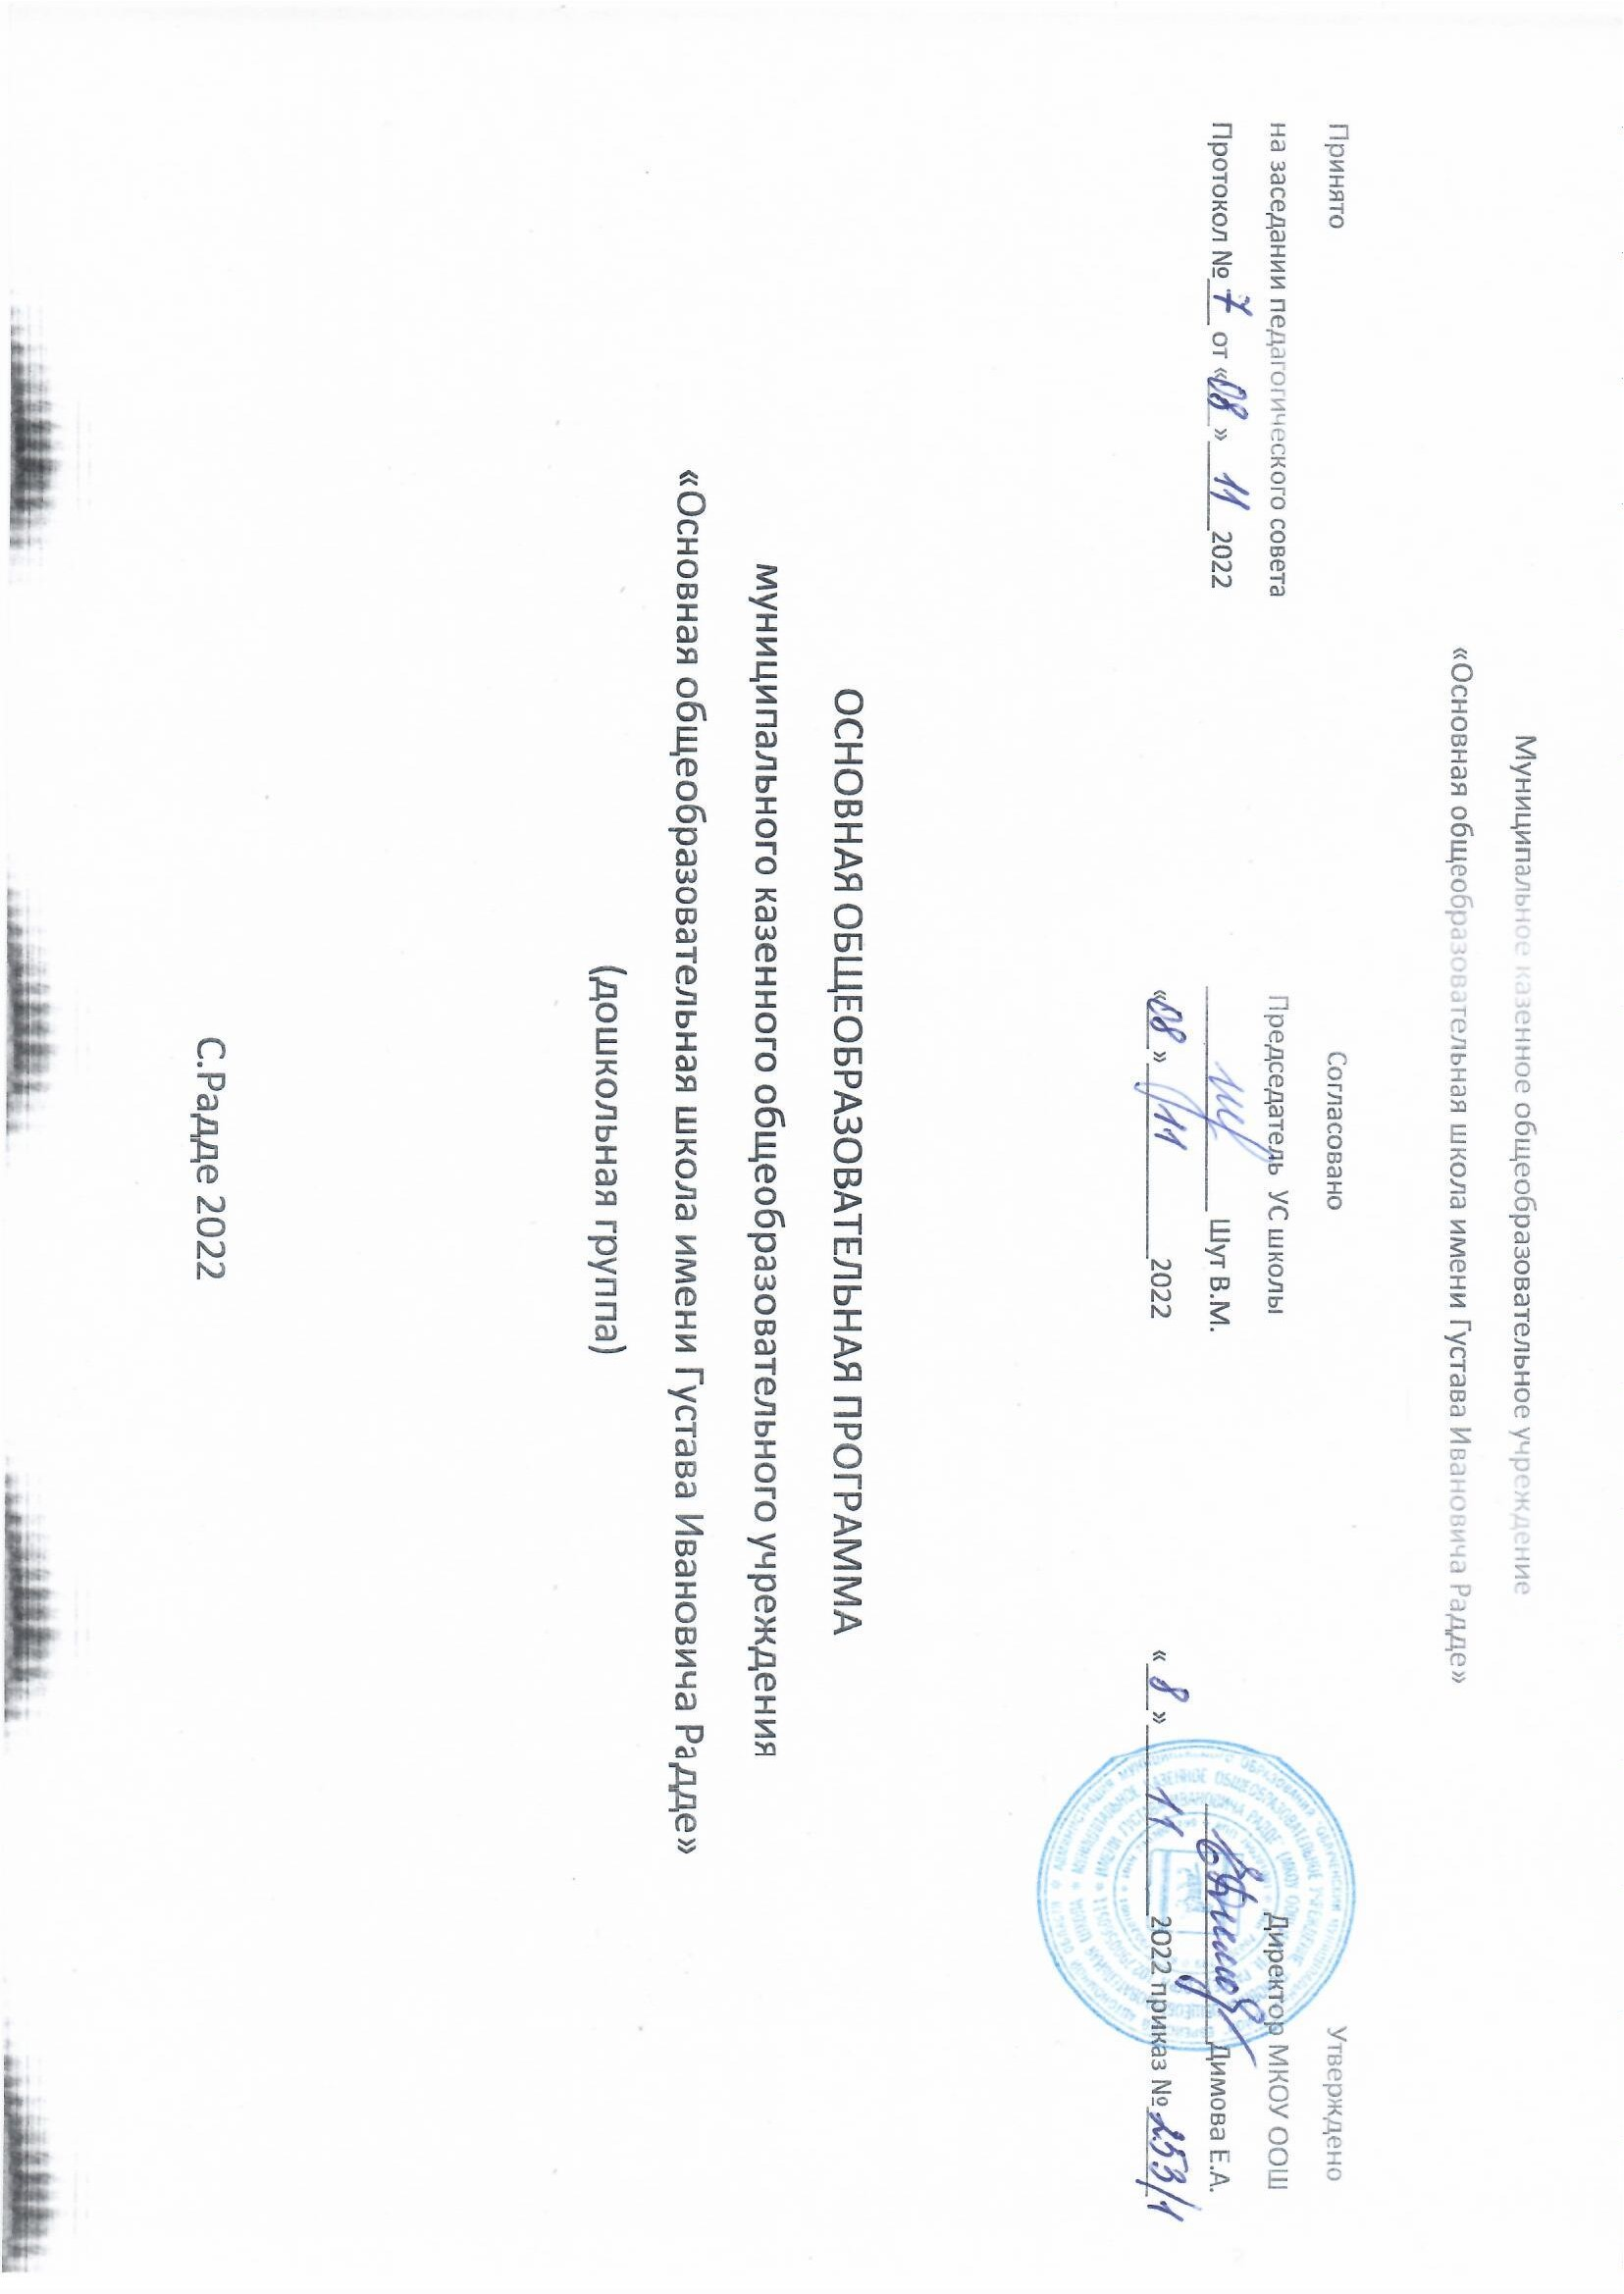 Муниципальное казенное общеобразовательное учреждение
«Основная общеобразовательная школа имени Густава Ивановича Радде»
Принято
на заседании педагогического совета
Протокол № 7 от «08» 11 2022
Согласовано
Председатель УС школы
Шут В.М.
«08» 11 2022
Утверждено
Директор МКОУ ООШ
Димова Е.А.
«8» 11 2022 приказ № 253/1
ОСНОВНАЯ ОБЩЕОБРАЗОВАТЕЛЬНАЯ ПРОГРАММА
муниципального казенного общеобразовательного учреждения
«Основная общеобразовательная школа имени Густава Ивановича Радде»
(дошкольная группа)
С.Радде 2022